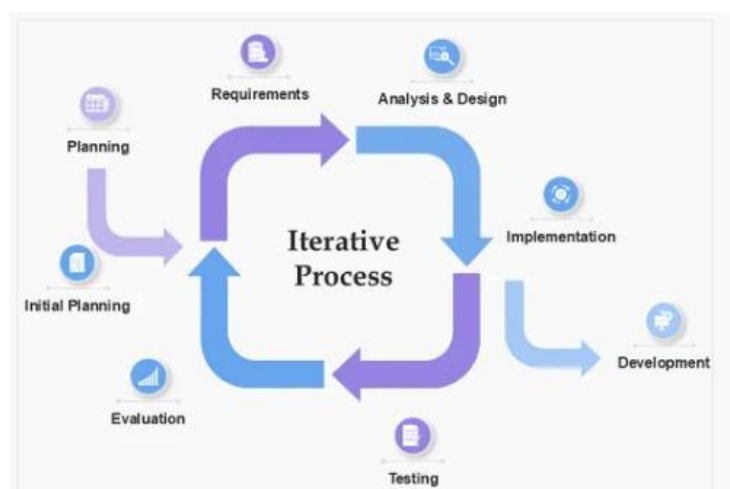 Requirements
Analysis & Design
Planning
Iterative
Process
Implementation
Initial Planning
Development
Evaluation
Testing